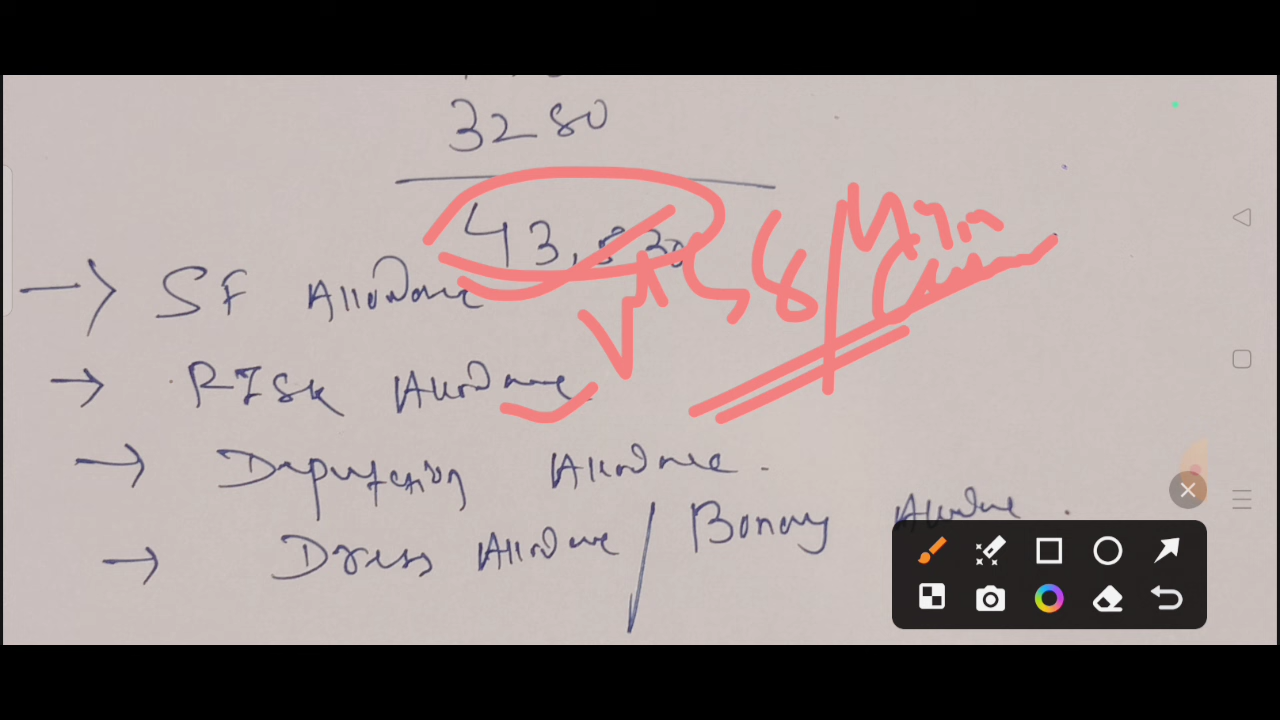 3280
43,830
→ SF Allowance
→ RISK Allowance
→ Deputation Allowance.
→ Dress Allowance / Bonus Allowance.